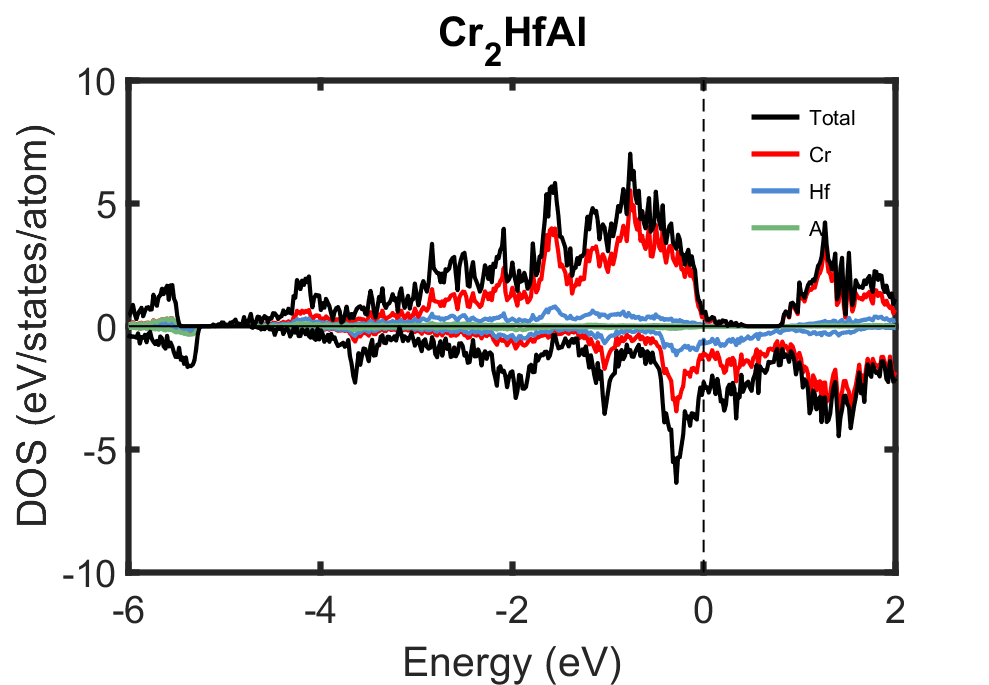 Cr2HfAl
10
5
0
-5
-10
DOS (eV/states/atom)
Total
Cr
Hf
Al
-6
-4
-2
0
2
Energy (eV)